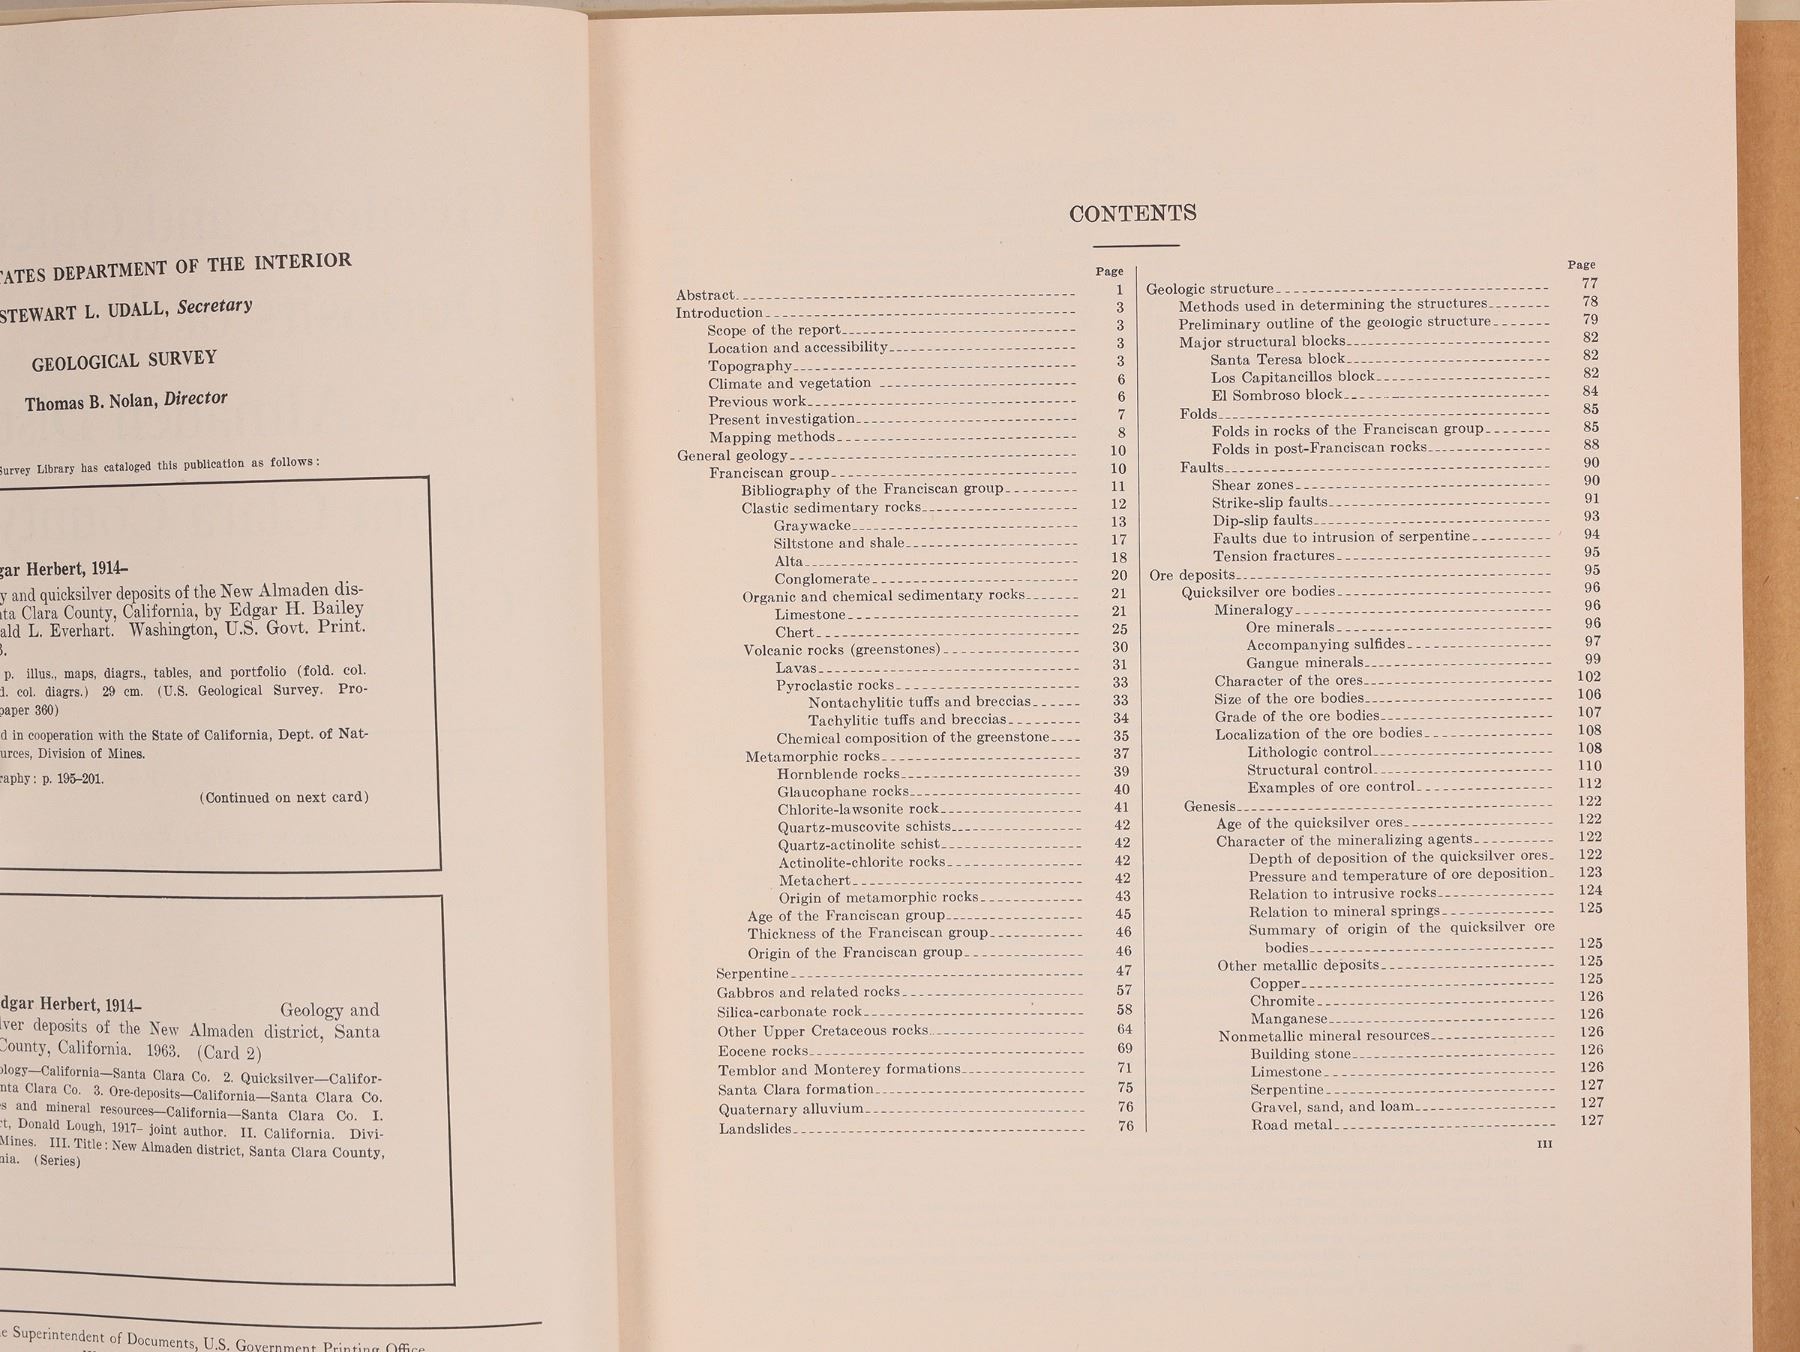 STATES DEPARTMENT OF THE INTERIOR
STEWART L. UDALL, Secretary
GEOLOGICAL SURVEY
Thomas B. Nolan, Director
Survey Library has cataloged this publication as follows:
Herbert, 1914–
and quicksilver deposits of the New Almaden dis-
Clara County, California, by Edgar H. Bailey
L. Everhart. Washington, U.S. Govt. Print.
p. illus., maps, diagrs., tables, and portfolio (fold. col.
col. diagrs.) 29 cm. (U.S. Geological Survey. Pro-
paper 360)
in cooperation with the State of California, Dept. of Nat-
Division of Mines.
p. 195–201.
(Continued on next card)
Herbert, 1914– Geology and
deposits of the New Almaden district, Santa
County, California. 1963. (Card 2)
—California—Santa Clara Co. 2. Quicksilver—Califor-
Clara Co. 3. Ore-deposits—California—Santa Clara Co.
and mineral resources—California—Santa Clara Co. I.
Donald Lough, 1917– joint author. II. California. Divi-
Mines. III. Title: New Almaden district, Santa Clara County,
(Series)
Superintendent of Documents, U.S. Government Printing Office
CONTENTS
Page
Abstract 1
Introduction 3
Scope of the report 3
Location and accessibility 3
Topography 3
Climate and vegetation 6
Previous work 6
Present investigation 7
Mapping methods 8
General geology 10
Franciscan group 10
Bibliography of the Franciscan group 11
Clastic sedimentary rocks 12
Graywacke 13
Siltstone and shale 17
Alta 18
Conglomerate 20
Organic and chemical sedimentary rocks 21
Limestone 21
Chert 25
Volcanic rocks (greenstones) 30
Lavas 31
Pyroclastic rocks 33
Nontachylitic tuffs and breccias 33
Tachylitic tuffs and breccias 34
Chemical composition of the greenstone 35
Metamorphic rocks 37
Hornblende rocks 39
Glaucophane rocks 40
Chlorite-lawsonite rock 41
Quartz-muscovite schists 42
Quartz-actinolite schist 42
Actinolite-chlorite rocks 42
Metachert 42
Origin of metamorphic rocks 43
Age of the Franciscan group 45
Thickness of the Franciscan group 46
Origin of the Franciscan group 46
Serpentine 47
Gabbros and related rocks 57
Silica-carbonate rock 58
Other Upper Cretaceous rocks 64
Eocene rocks 69
Temblor and Monterey formations 71
Santa Clara formation 75
Quaternary alluvium 76
Landslides 76
Page
Geologic structure 77
Methods used in determining the structures 78
Preliminary outline of the geologic structure 79
Major structural blocks 82
Santa Teresa block 82
Los Capitancillos block 82
El Sombroso block 84
Folds 85
Folds in rocks of the Franciscan group 85
Folds in post-Franciscan rocks 88
Faults 90
Shear zones 90
Strike-slip faults 91
Dip-slip faults 93
Faults due to intrusion of serpentine 94
Tension fractures 95
Ore deposits 95
Quicksilver ore bodies 96
Mineralogy 96
Ore minerals 96
Accompanying sulfides 97
Gangue minerals 99
Character of the ores 102
Size of the ore bodies 106
Grade of the ore bodies 107
Localization of the ore bodies 108
Lithologic control 108
Structural control 110
Examples of ore control 112
Genesis 122
Age of the quicksilver ores 122
Character of the mineralizing agents 122
Depth of deposition of the quicksilver ores 122
Pressure and temperature of ore deposition 123
Relation to intrusive rocks 124
Relation to mineral springs 125
Summary of origin of the quicksilver ore
bodies 125
Other metallic deposits 125
Copper 125
Chromite 126
Manganese 126
Nonmetallic mineral resources 126
Building stone 126
Limestone 126
Serpentine 127
Gravel, sand, and loam 127
Road metal 127
III